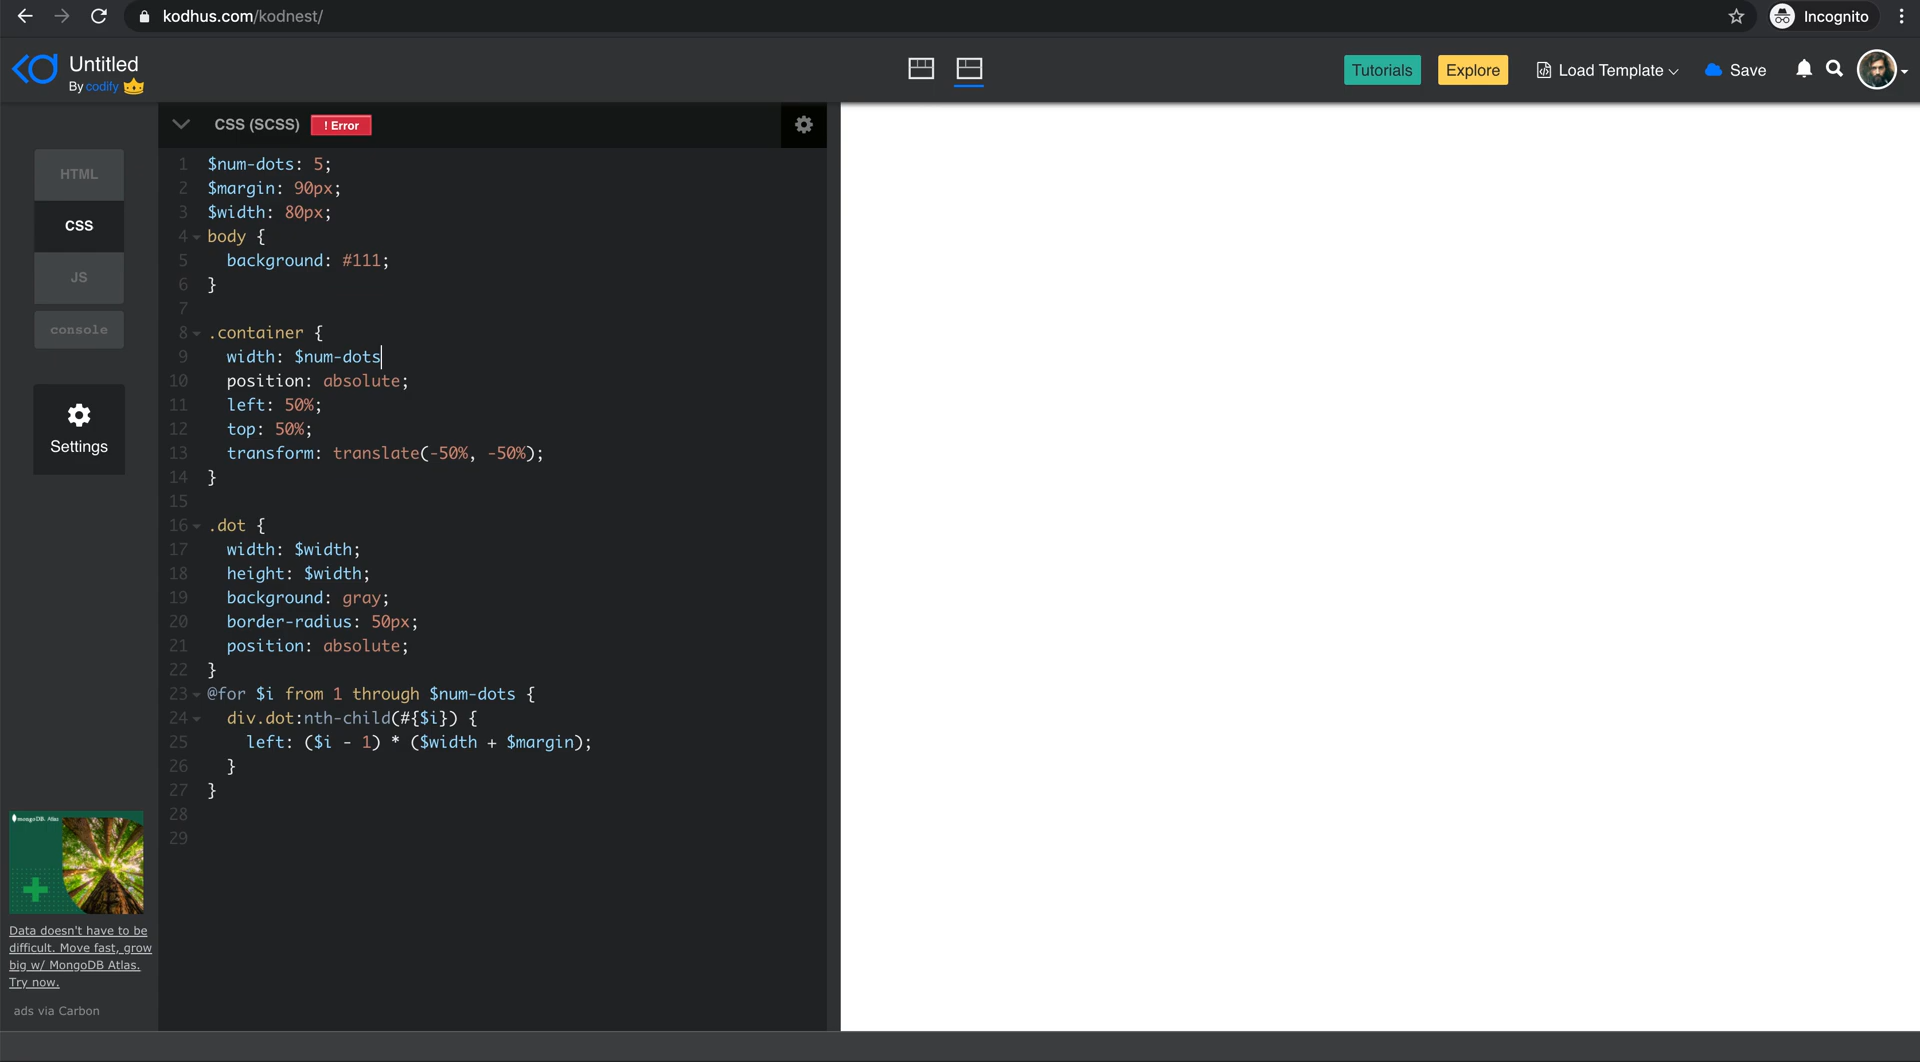 kodhus.com/kodnest/
Incognito
Untitled
By codify
Tutorials
Explore
Load Template
Save
CSS (SCSS)
! Error
HTML
CSS
JS
console
Settings
1 $num-dots: 5;
2 $margin: 90px;
3 $width: 80px;
4 body {
5 background: #111;
6 }
7
8 .container {
9 width: $num-dots
10 position: absolute;
11 left: 50%;
12 top: 50%;
13 transform: translate(-50%, -50%);
14 }
15
16 .dot {
17 width: $width;
18 height: $width;
19 background: gray;
20 border-radius: 50px;
21 position: absolute;
22 }
23 @for $i from 1 through $num-dots {
24 div.dot:nth-child(#{$i}) {
25 left: ($i - 1) * ($width + $margin);
26 }
27 }
28
29
mongoDB. Atlas
Data doesn't have to be
difficult. Move fast, grow
big w/ MongoDB Atlas.
Try now.
ads via Carbon